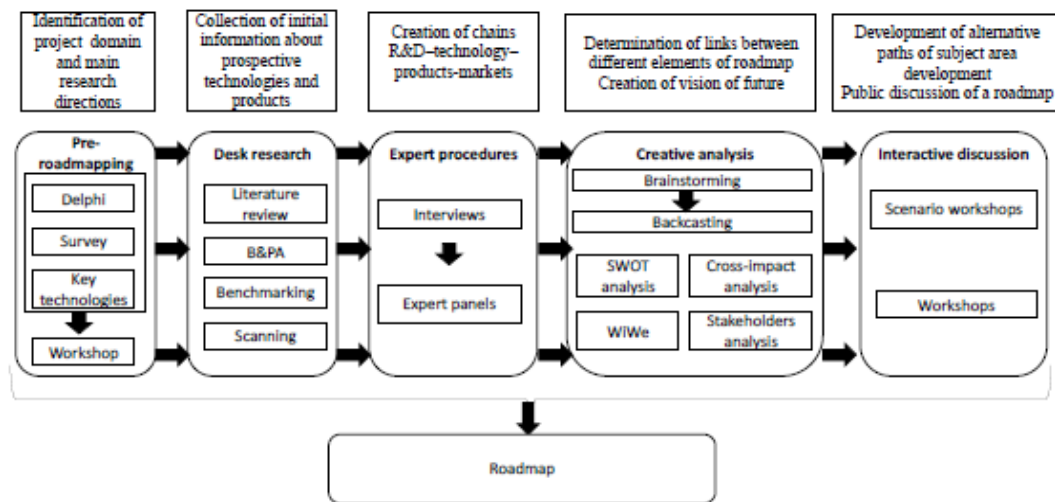 Identification of
project domain
and main
research
directions
Collection of initial
information about
prospective
technologies and
products
Creation of chains
R&D–technology–
products-markets
Determination of links between
different elements of roadmap
Creation of vision of future
Development of alternative
paths of subject area
development
Public discussion of a roadmap
Pre-
roadmapping
Delphi
Survey
Key
technologies
Workshop
Desk research
Literature
review
B&PA
Benchmarking
Scanning
Expert procedures
Interviews
Expert panels
Creative analysis
Brainstorming
Backcasting
SWOT
analysis
Cross-impact
analysis
WIWe
Stakeholders
analysis
Interactive discussion
Scenario workshops
Workshops
Roadmap